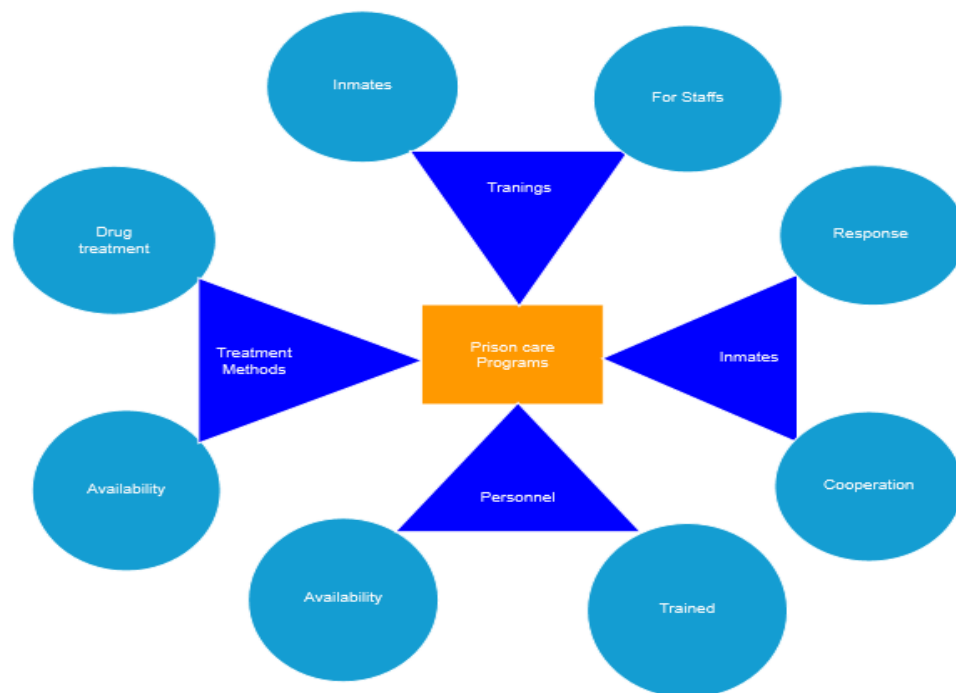 Inmates
For Staffs
Tranings
Drug
treatment
Response
Treatment
Methods
Prison care
Programs
Inmates
Availability
Cooperation
Personnel
Availability
Trained